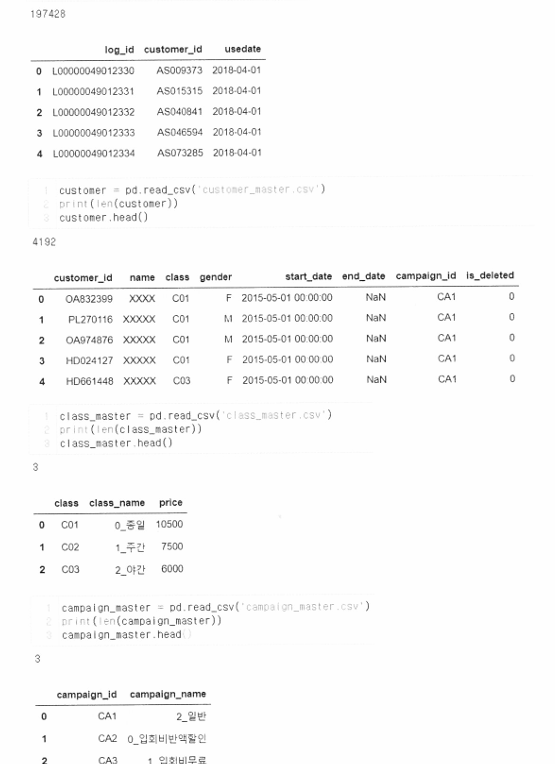 197428
log_id customer_id usedate
0 L00000049012330 AS009373 2018-04-01
1 L00000049012331 AS015315 2018-04-01
2 L00000049012332 AS040841 2018-04-01
3 L00000049012333 AS046594 2018-04-01
4 L00000049012334 AS073285 2018-04-01
1 customer = pd.read_csv('customer_master.csv')
2 print(len(customer))
3 customer.head()
4192
customer_id name class gender start_date end_date campaign_id is_deleted
0 OA832399 XXXX C01 F 2015-05-01 00:00:00 NaN CA1 0
1 PL270116 XXXXX C01 M 2015-05-01 00:00:00 NaN CA1 0
2 OA974876 XXXXX C01 M 2015-05-01 00:00:00 NaN CA1 0
3 HD024127 XXXXX C01 F 2015-05-01 00:00:00 NaN CA1 0
4 HD661448 XXXXX C03 F 2015-05-01 00:00:00 NaN CA1 0
1 class_master = pd.read_csv('class_master.csv')
2 print(len(class_master))
3 class_master.head()
3
class class_name price
0 C01 0_종일 10500
1 C02 1_주간 7500
2 C03 2_야간 6000
1 campaign_master = pd.read_csv('campaign_master.csv')
2 print(len(campaign_master))
3 campaign_master.head()
3
campaign_id campaign_name
0 CA1 2_일반
1 CA2 0_입회비반액할인
2 CA3 1_입회비무료